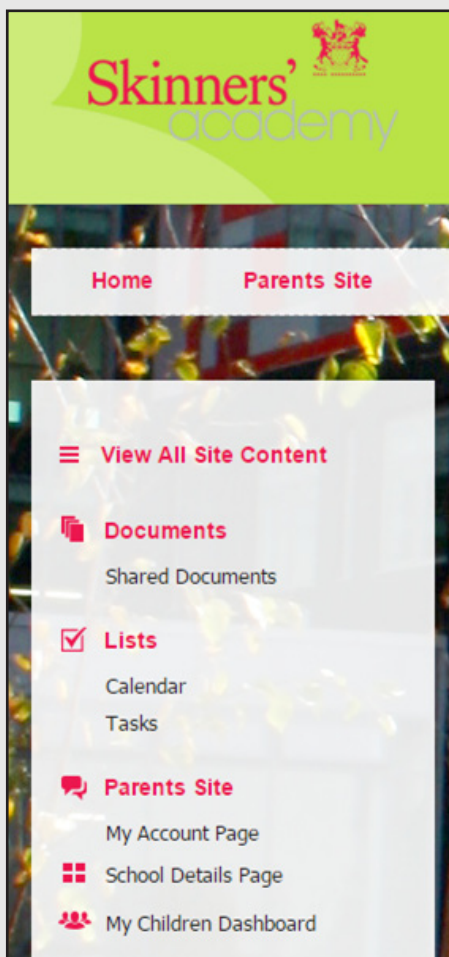 Skinners'
academy
Home Parents Site
View All Site Content
Documents
Shared Documents
Lists
Calendar
Tasks
Parents Site
My Account Page
School Details Page
My Children Dashboard